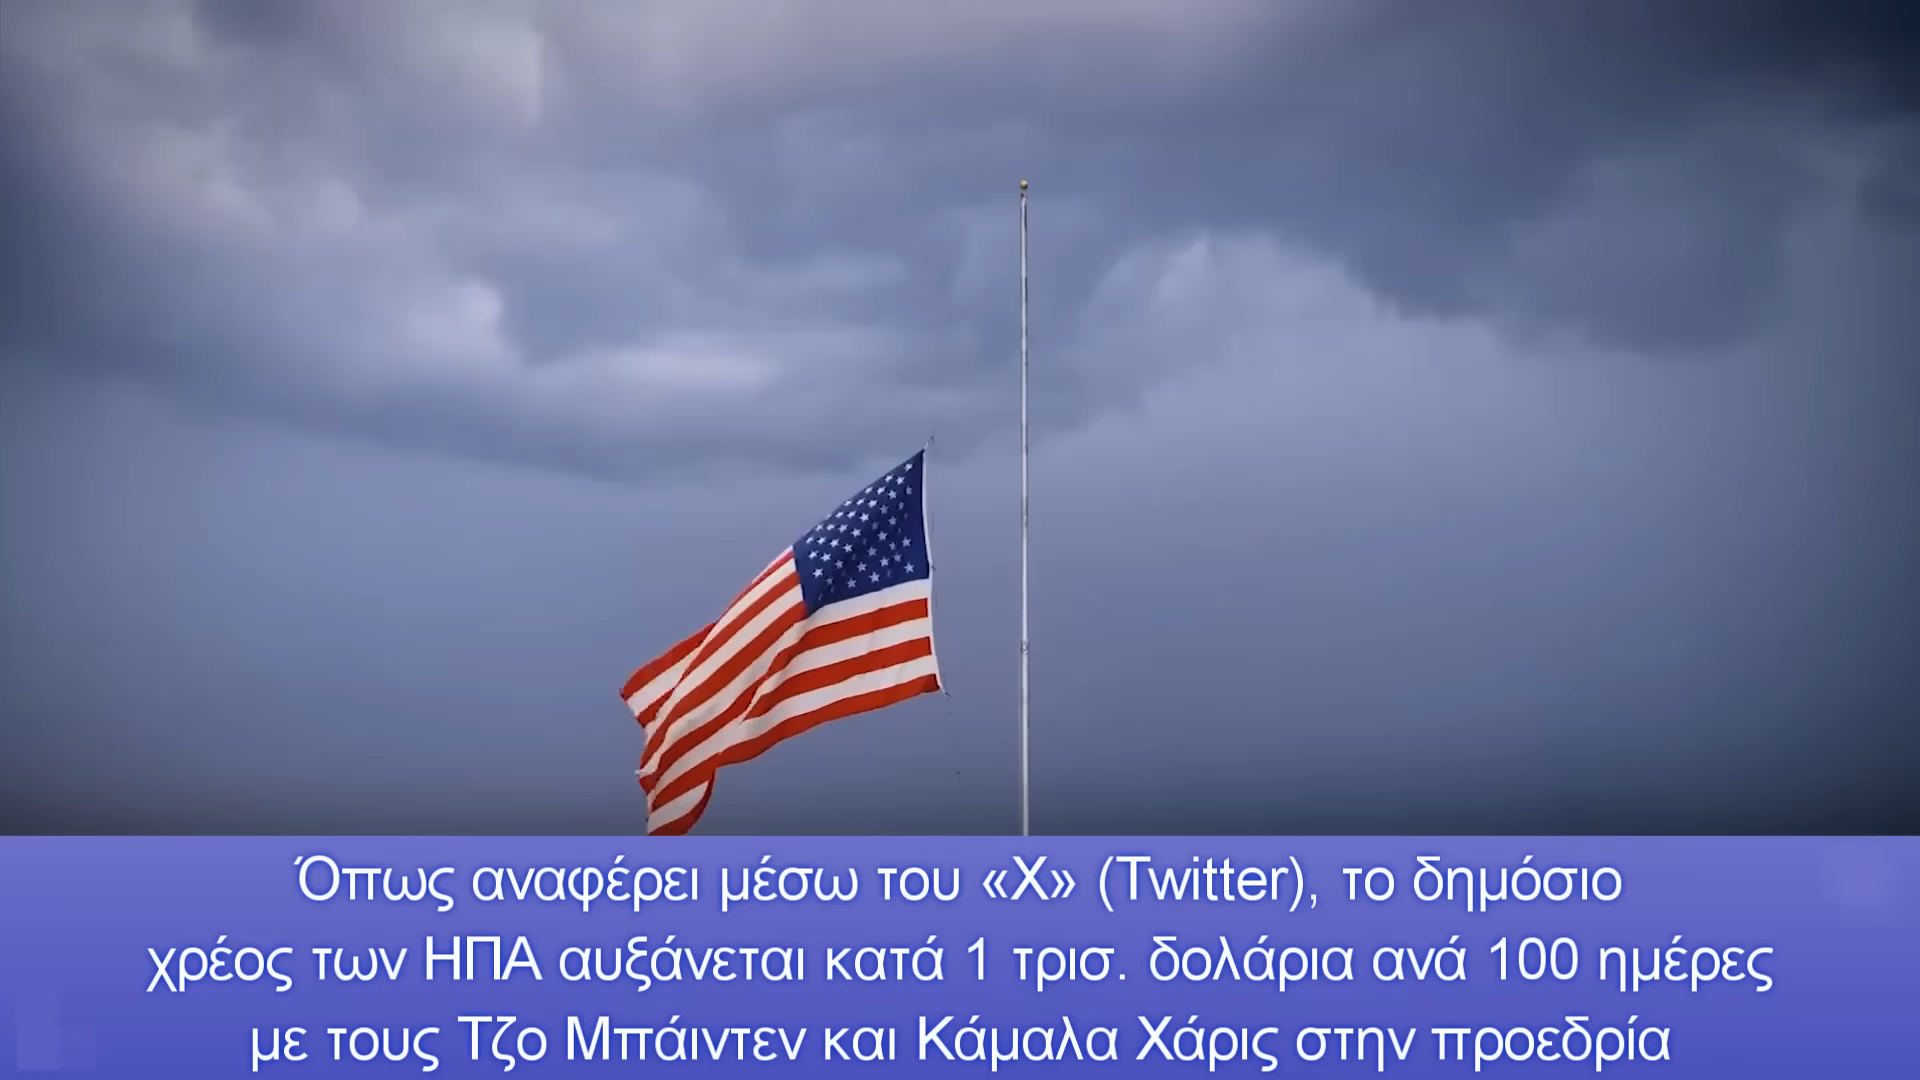 Όπως αναφέρει μέσω του «Χ» (Twitter), το δημόσιο
χρέος των ΗΠΑ αυξάνεται κατά 1 τρισ. δολάρια ανά 100 ημέρες
με τους Τζο Μπάιντεν και Κάμαλα Χάρις στην προεδρία